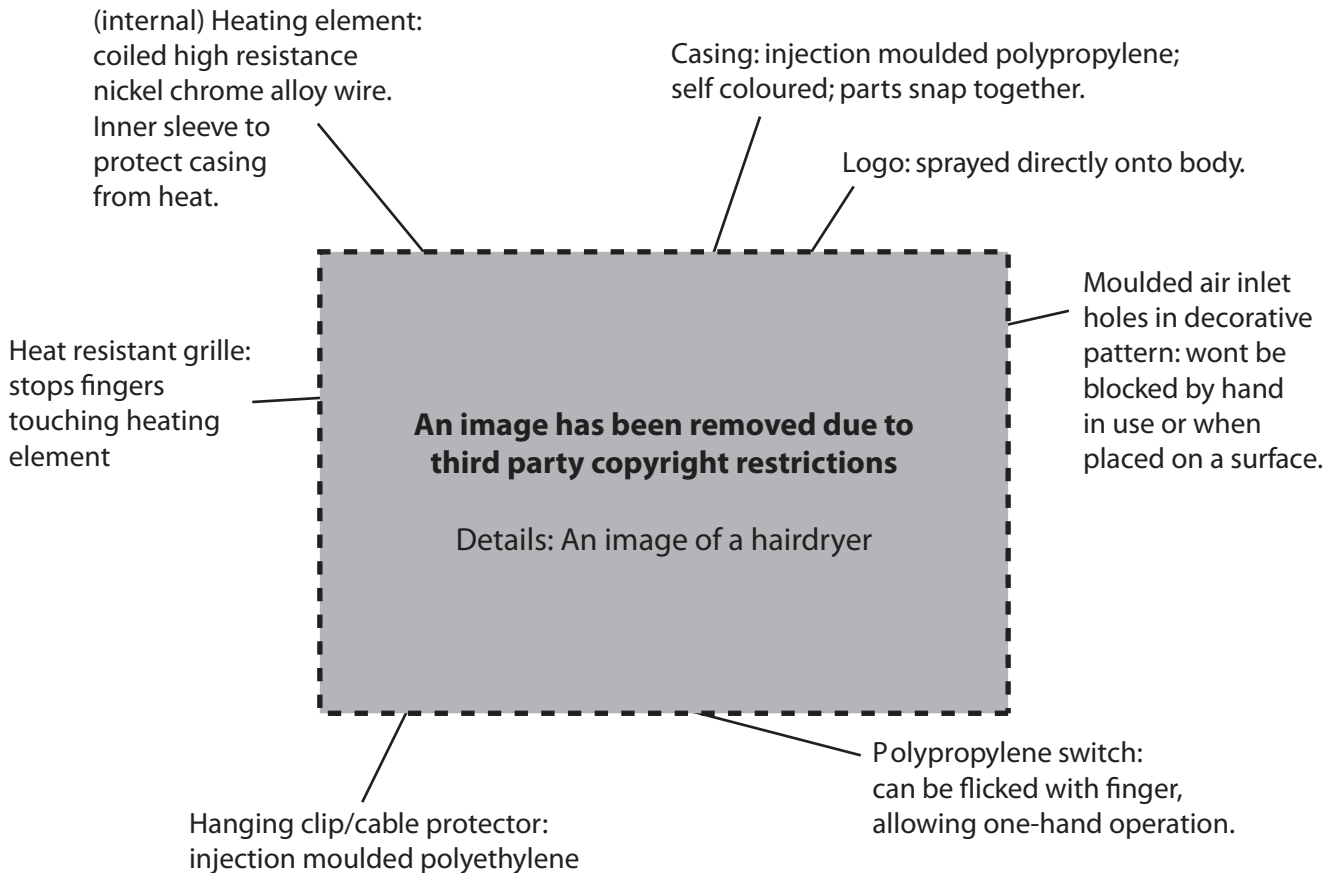 (internal) Heating element:
coiled high resistance
nickel chrome alloy wire.
Inner sleeve to
protect casing
from heat.
Casing: injection moulded polypropylene;
self coloured; parts snap together.
Logo: sprayed directly onto body.
Moulded air inlet
holes in decorative
pattern: wont be
blocked by hand
in use or when
placed on a surface.
Heat resistant grille:
stops fingers
touching heating
element
An image has been removed due to
third party copyright restrictions
Details: An image of a hairdryer
Polypropylene switch:
can be flicked with finger,
allowing one-hand operation.
Hanging clip/cable protector:
injection moulded polyethylene